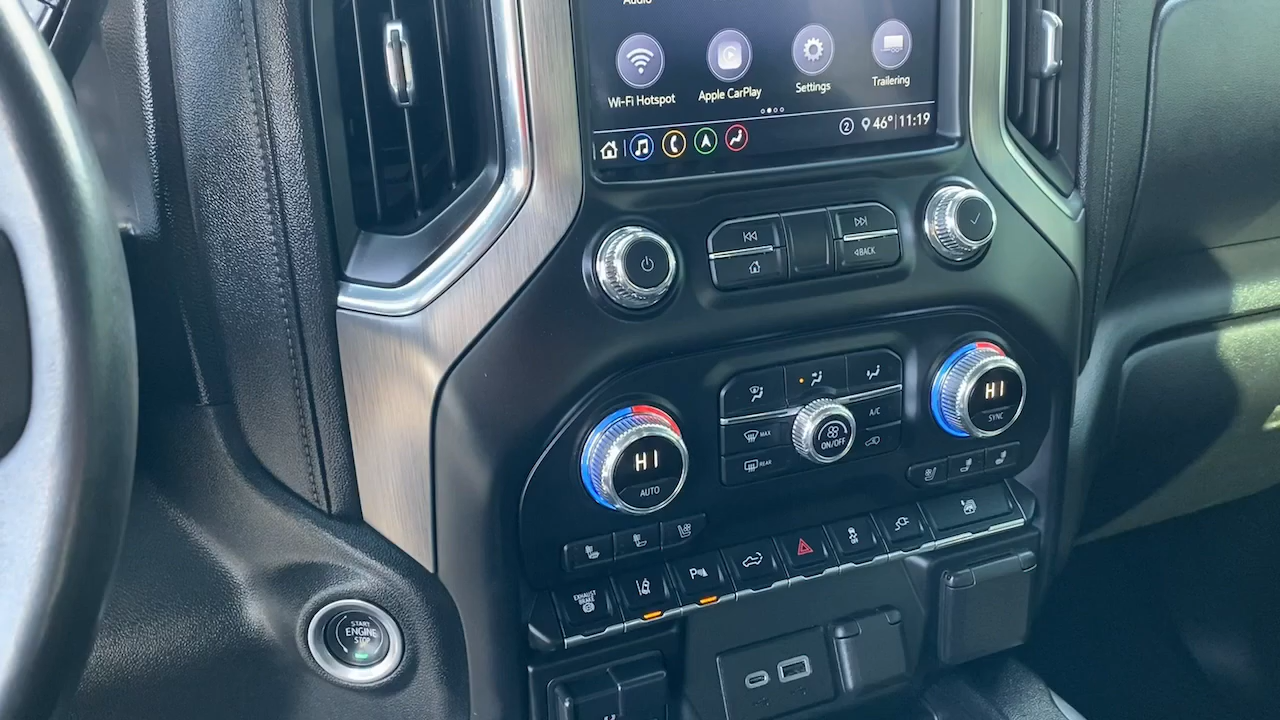 Audio
Wi-Fi Hotspot
Apple CarPlay
Settings
Trailering
2
46° 11:19
◁BACK
HI
AUTO
MAX
REAR
A/C
ON/OFF
HI
SYNC
EXHAUST
BRAKE
START
ENGINE
STOP